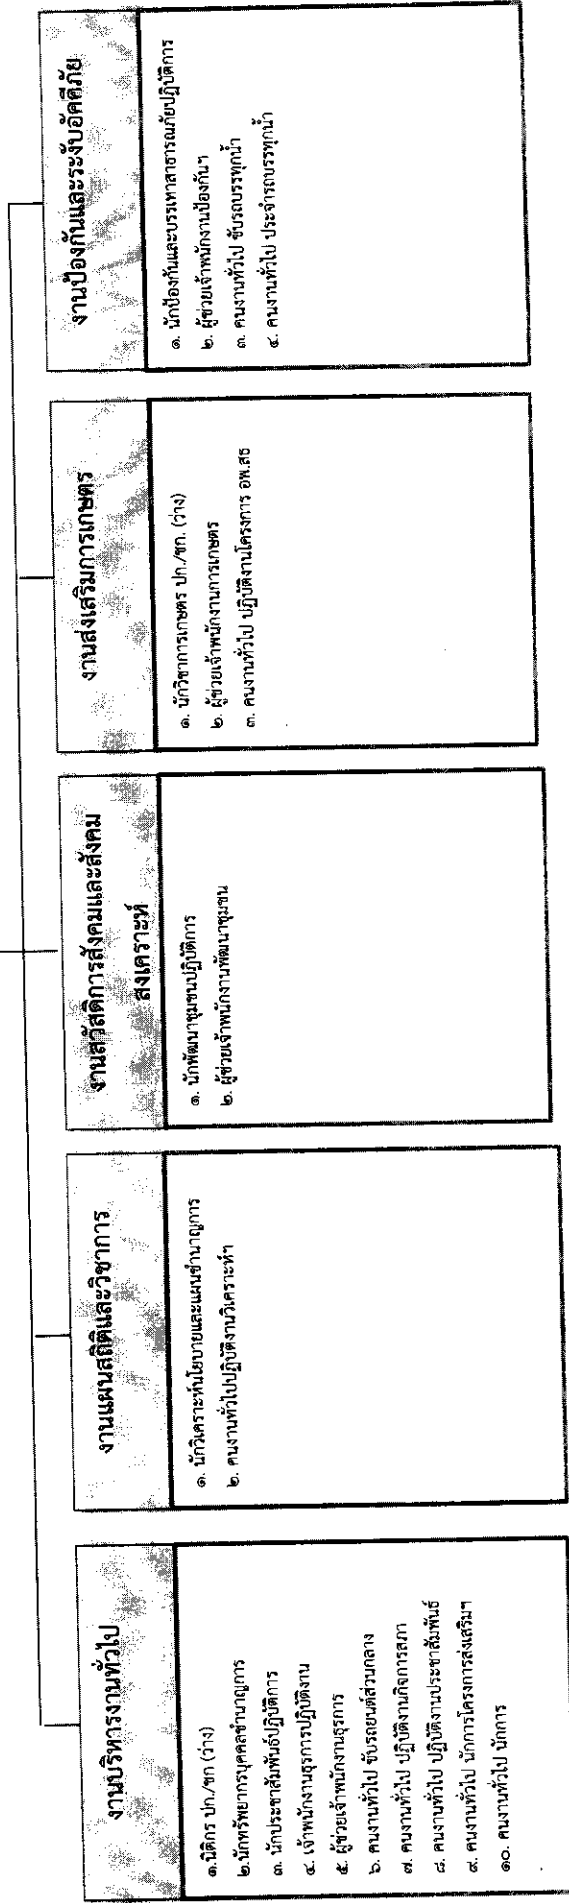 งานบริหารงานทั่วไป
๑.นิติกร ปก./ชก (ว่าง)
๒.นักทรัพยากรบุคคลชำนาญการ
๓. นักประชาสัมพันธ์ปฏิบัติการ
๔. เจ้าพนักงานธุรการปฏิบัติงาน
๕. ผู้ช่วยเจ้าพนักงานธุรการ
๖. คนงานทั่วไป ขับรถยนต์ส่วนกลาง
๗. คนงานทั่วไป ปฏิบัติงานกิจการสภา
๘. คนงานทั่วไป ปฏิบัติงานประชาสัมพันธ์
๙. คนงานทั่วไป นักการโครงการส่งเสริมฯ
๑๐. คนงานทั่วไป นักการ
งานแผนสถิติและวิชาการ
๑. นักวิเคราะห์นโยบายและแผนชำนาญการ
๒. คนงานทั่วไปปฏิบัติงานวิเคราะห์ฯ
งานสวัสดิการสังคมและสังคม
สงเคราะห์
๑. นักพัฒนาชุมชนปฏิบัติการ
๒. ผู้ช่วยเจ้าพนักงานพัฒนาชุมชน
งานส่งเสริมการเกษตร
๑. นักวิชาการเกษตร ปก./ชก. (ว่าง)
๒. ผู้ช่วยเจ้าพนักงานการเกษตร
๓. คนงานทั่วไป ปฏิบัติงานโครงการ อพ.สธ
งานป้องกันและระงับอัคคีภัย
๑. นักป้องกันและบรรเทาสาธารณภัยปฏิบัติการ
๒. ผู้ช่วยเจ้าพนักงานป้องกันฯ
๓. คนงานทั่วไป ขับรถบรรทุกน้ำ
๔. คนงานทั่วไป ประจำรถบรรทุกน้ำ